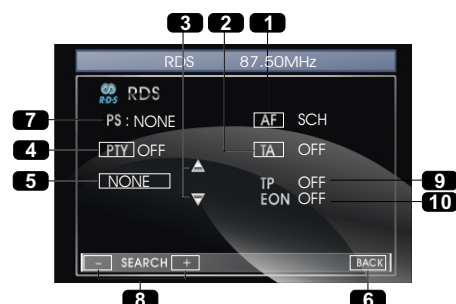 3 2 1
RDS 87.50MHz
RDS RDS
7 PS : NONE AF SCH
4 PTY OFF TA OFF
5 NONE
TP OFF 9
EON OFF 10
− SEARCH + BACK
8 6